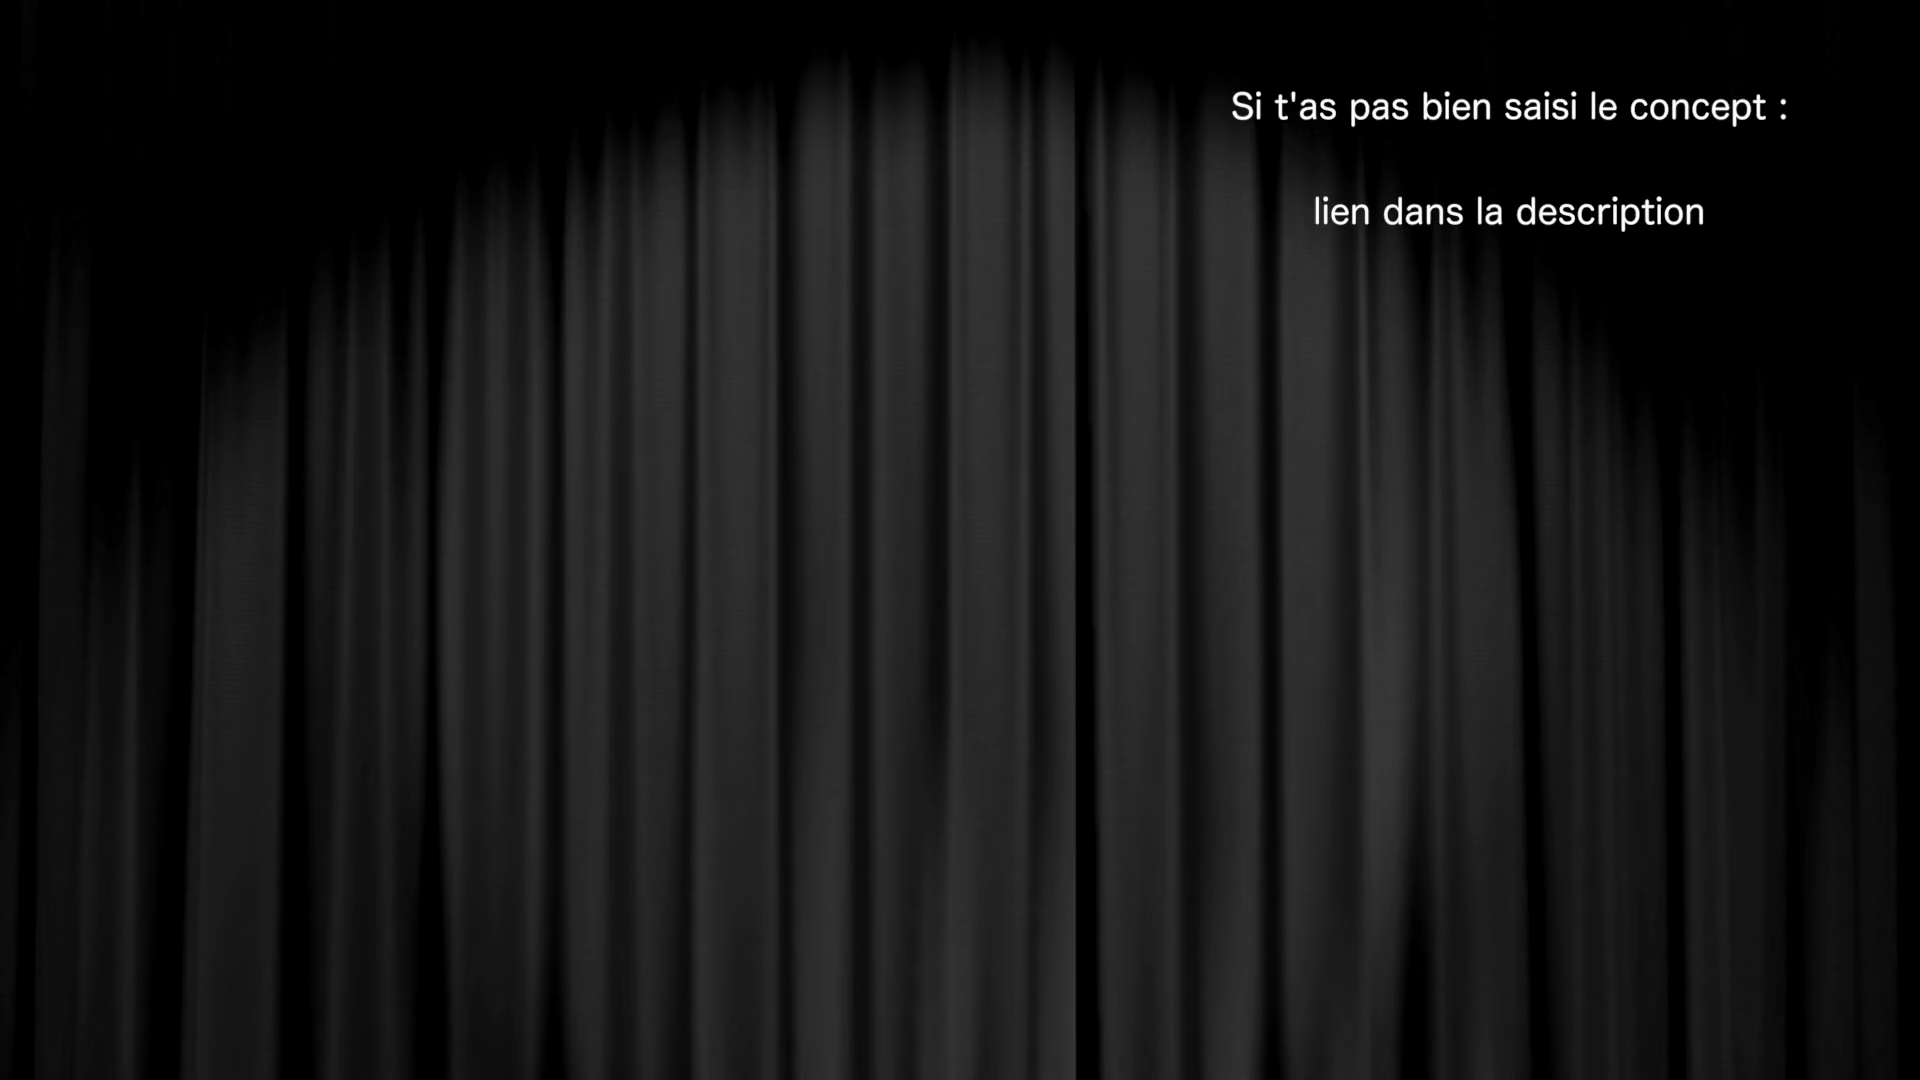 Si t'as pas bien saisi le concept :
lien dans la description